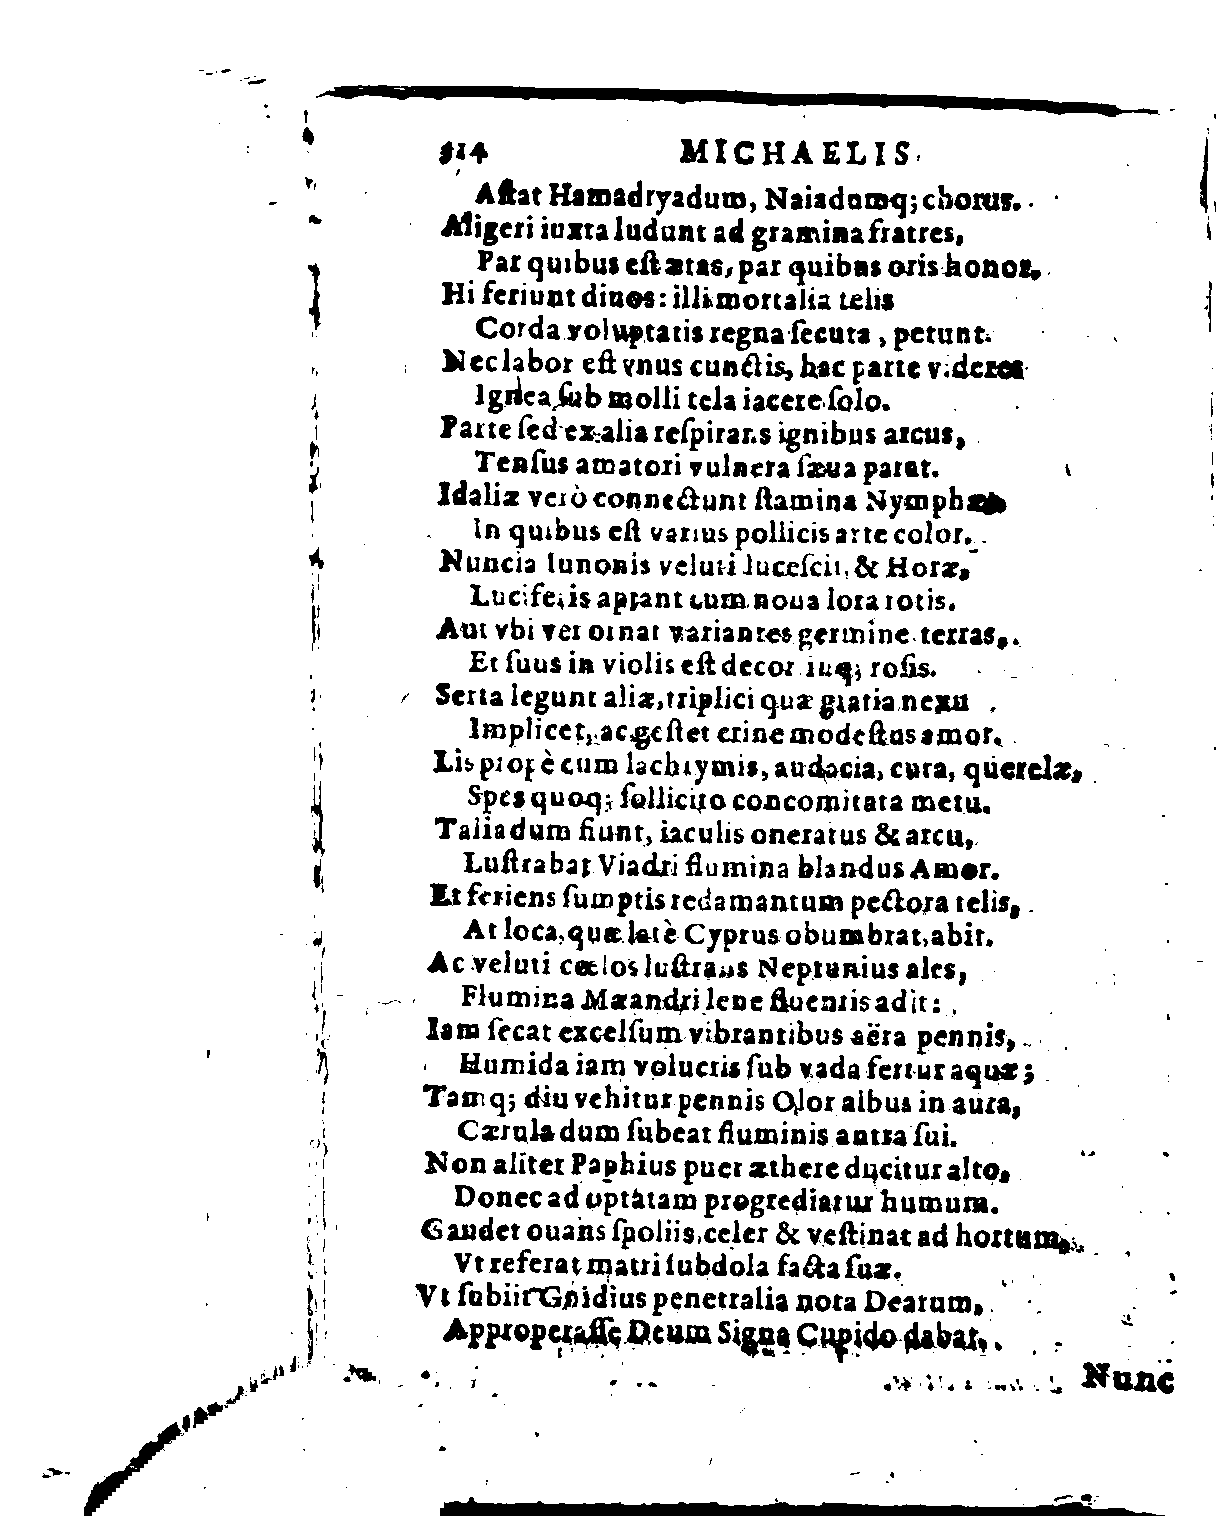 314 MICHAELIS
Aſtat Hamadryadum, Naiadumq; chorus.
Aligeri iuxta ludunt ad gramina fratres,
Par quibus eſt ætas, par quibus oris honor,
Hi feriunt diuos: illi mortalia telis
Corda voluptatis regna ſecuta, petunt.
Nec labor eſt vnus cunctis, hac parte videres
Ignea ſub molli tela iacere ſolo.
Parte ſed ex alia reſpirans ignibus arcus,
Tenſus amatori vulnera ſæua parat.
Idaliæ verò connectunt ſtamina Nymphæ
In quibus eſt varius pollicis arte color.
Nuncia Iunonis veluti luceſcit, & Horæ,
Luciferis aptant cum noua lora rotis.
Aut vbi ver ornat variantes germine terras,
Et ſuus in violis eſt decor inq; roſis.
Serta legunt aliæ, triplici quæ gratia nexu
Implicet, ac geſtet crine modeſtus amor.
Lis propè cum lachrymis, audacia, cura, querelæ,
Spes quoq; ſollicito concomitata metu.
Talia dum fiunt, iaculis oneratus & arcu,
Luſtrabat Viadri flumina blandus Amor.
Et feriens ſumptis redamantum pectora telis,
At loca, quæ latè Cyprus obumbrat, abit.
Ac veluti cœlos luſtrans Neptunius ales,
Flumina Mæandri lene fluentis adit:
Iam ſecat excelſum vibrantibus aëra pennis,
Humida iam volucris ſub vada fertur aquæ;
Tamq; diu vehitur pennis Olor albus in aura,
Cærula dum ſubeat fluminis antra ſui.
Non aliter Paphius puer æthere ducitur alto,
Donec ad optatam progrediatur humum.
Gaudet ouans ſpoliis, celer & veſtinat ad hortum,
Vt referat matri ſubdola facta ſuæ.
Vt ſubiit Gnidius penetralia nota Dearum,
Approperaſſe Deum Signa Cupido dabat.
Nunc